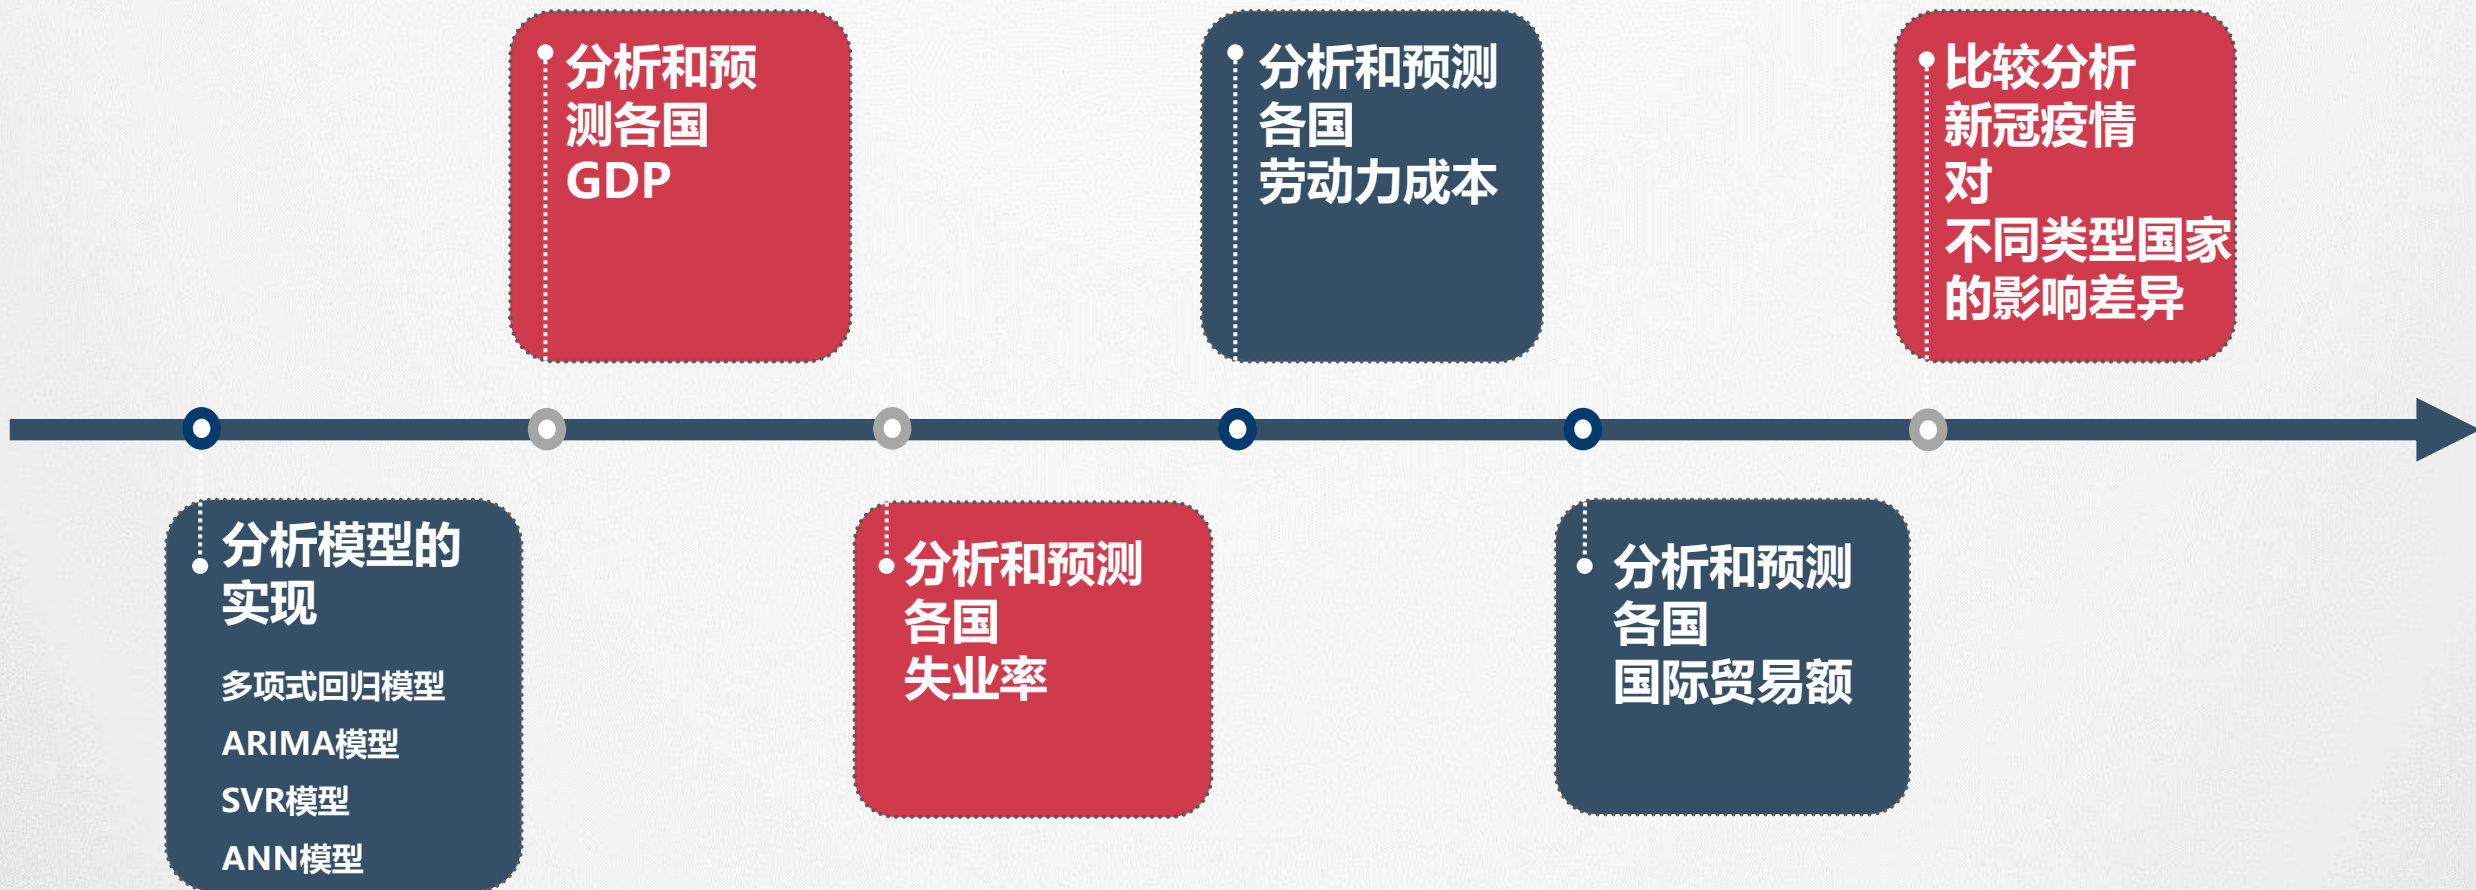 分析和预
测各国
GDP
分析和预测
各国
劳动力成本
比较分析
新冠疫情
对
不同类型国家
的影响差异
分析模型的
实现
多项式回归模型
ARIMA模型
SVR模型
ANN模型
分析和预测
各国
失业率
分析和预测
各国
国际贸易额